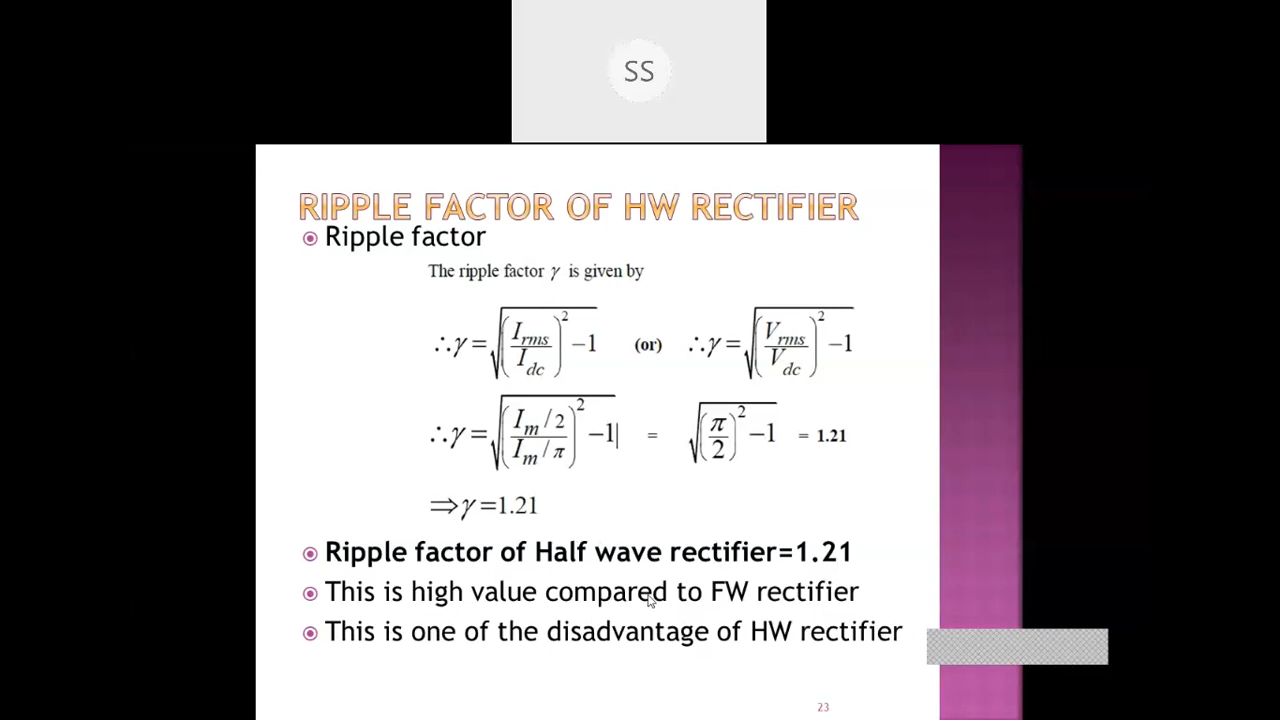 SS
RIPPLE FACTOR OF HW RECTIFIER
Ripple factor
The ripple factor γ is given by
∴γ = √((I_rms / I_dc)² − 1) (or) ∴γ = √((V_rms / V_dc)² − 1)
∴γ = √((I_m / 2 / I_m / π)² − 1| = √((π / 2)² − 1) = 1.21
⇒ γ = 1.21
Ripple factor of Half wave rectifier=1.21
This is high value compared to FW rectifier
This is one of the disadvantage of HW rectifier
23